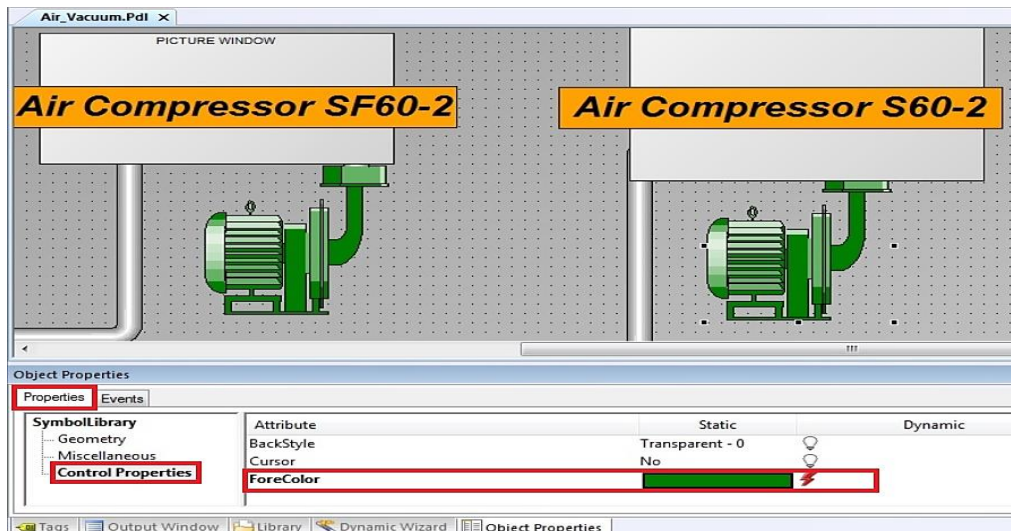 Air_Vacuum.Pdl ×
PICTURE WINDOW
Air Compressor SF60-2
Air Compressor S60-2
Object Properties
Properties Events
SymbolLibrary
Geometry
Miscellaneous
Control Properties
Attribute Static Dynamic
BackStyle Transparent - 0
Cursor No
ForeColor
Tags Output Window Library Dynamic Wizard Object Properties